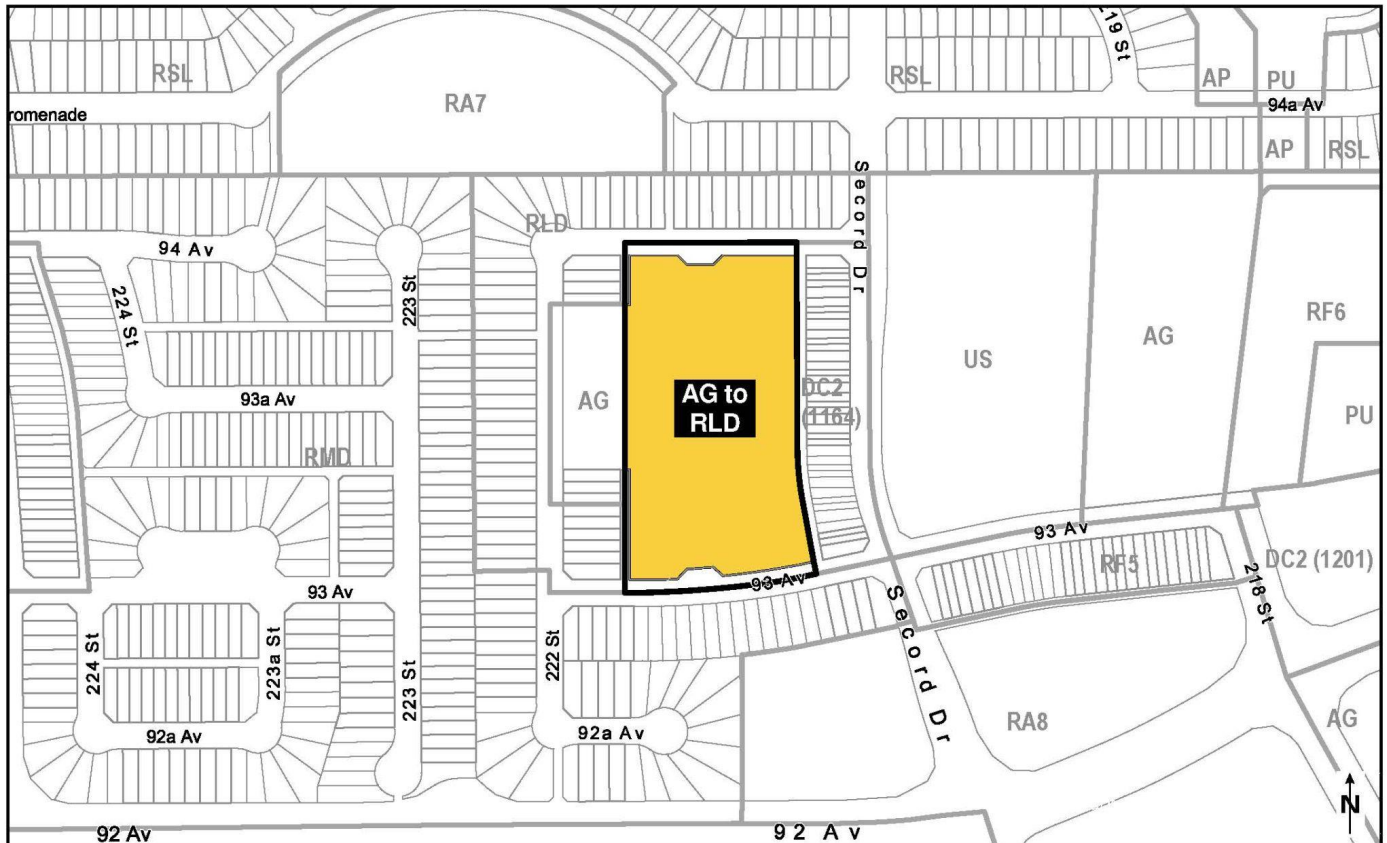 219 St
RSL
RSL
AP
PU
RA7
94a Av
romenade
AP
RSL
Second Dr
RLD
94 Av
223 St
224 St
RF6
US
AG
AG
AG to
RLD
DC2
(1164)
93a Av
PU
RMD
93 Av
RF5
DC2 (1201)
93 Av
93 Av
218 St
Secord Dr
224 St
223a St
223 St
222 St
RA8
AG
92a Av
92a Av
N
92 Av
92 Av